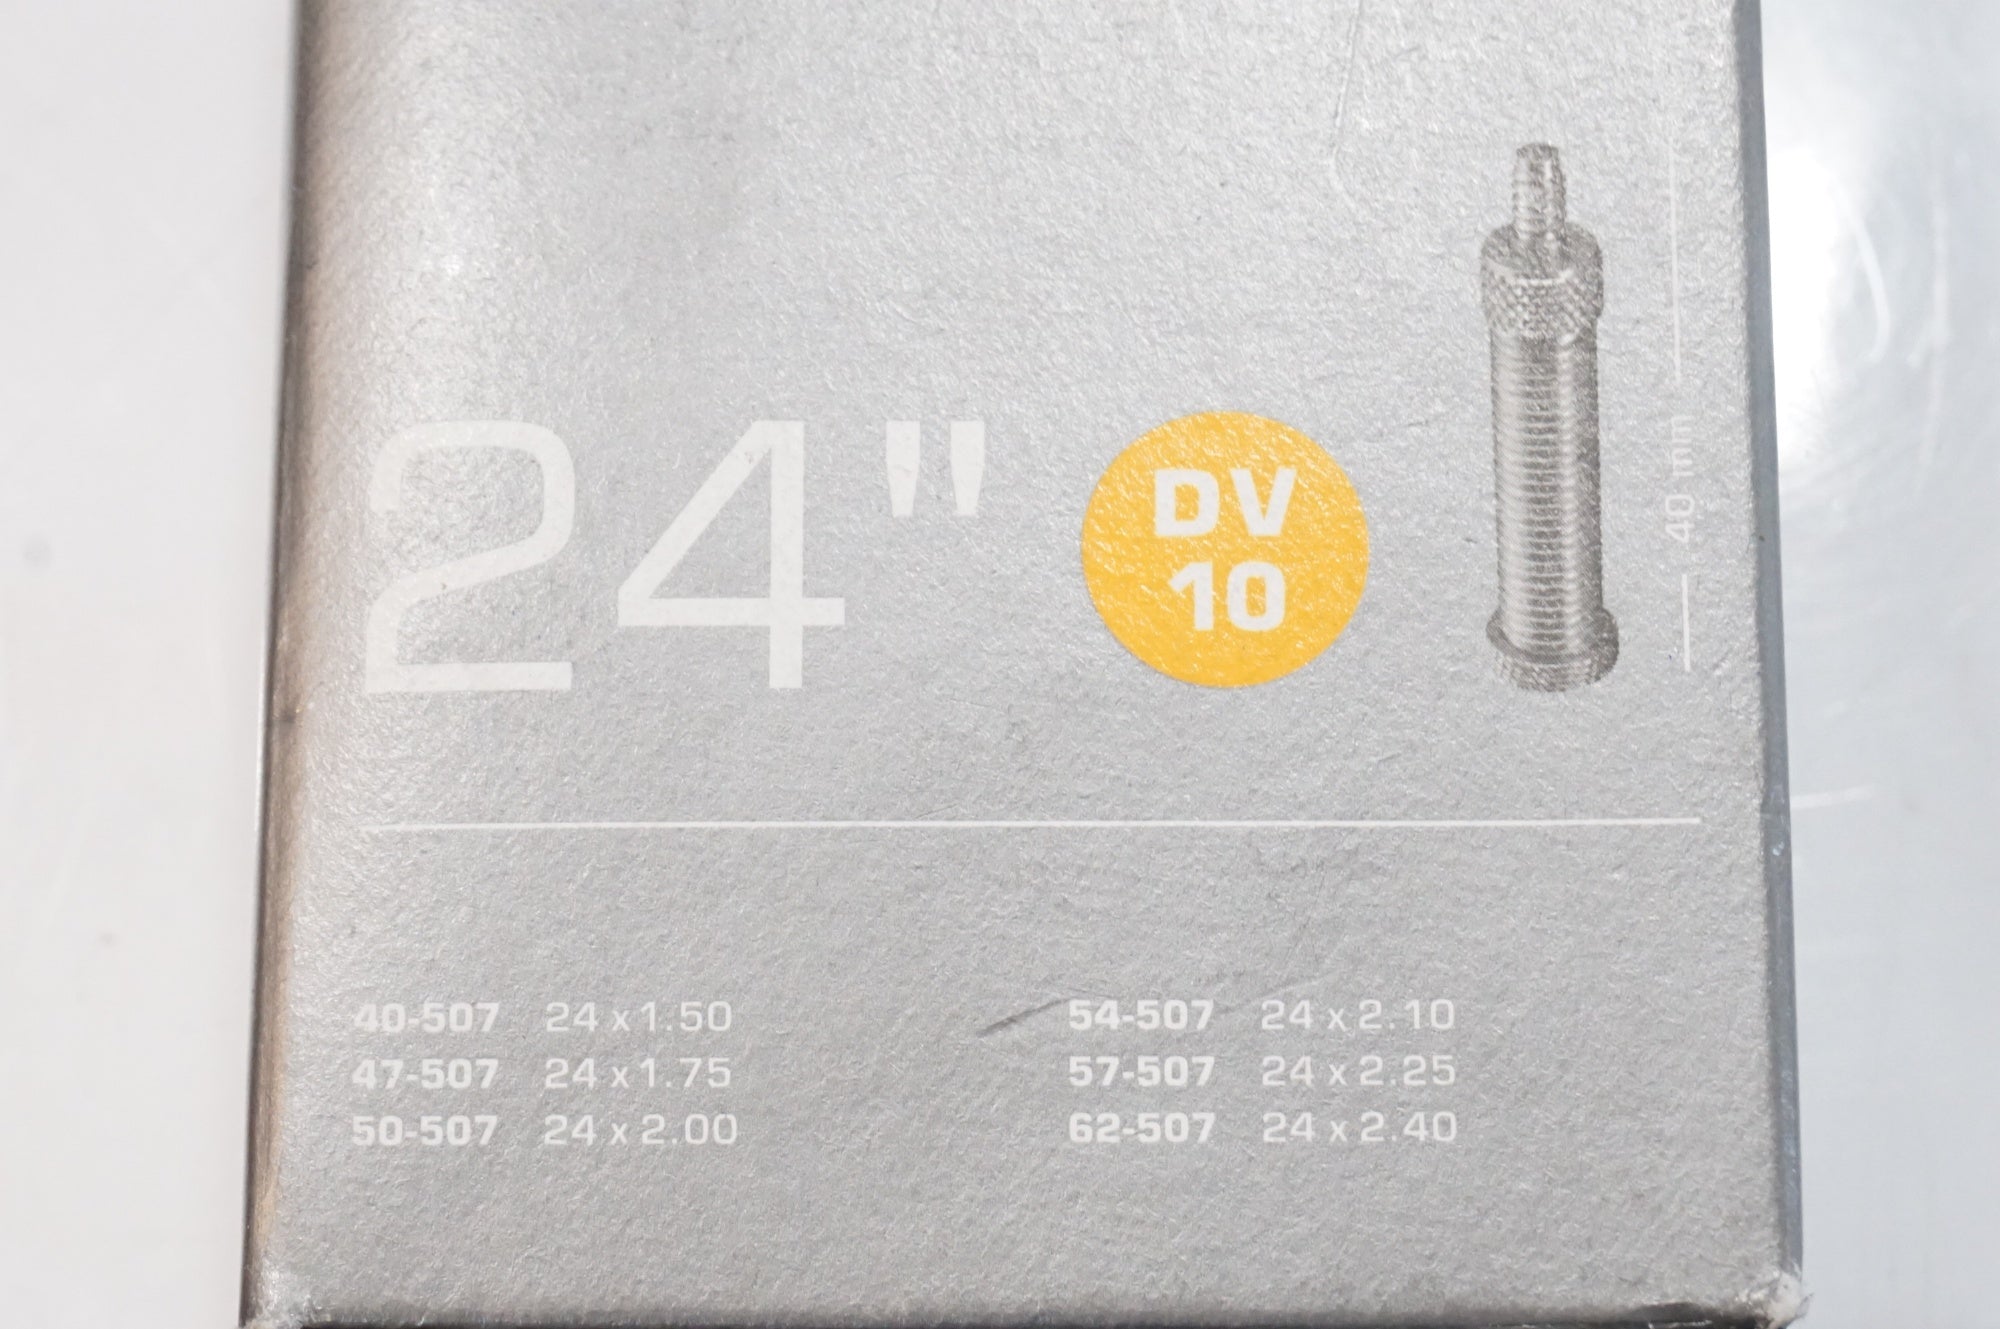 24"
DV
10
40 mm
40-507 24 x 1.50
47-507 24 x 1.75
50-507 24 x 2.00
54-507 24 x 2.10
57-507 24 x 2.25
62-507 24 x 2.40